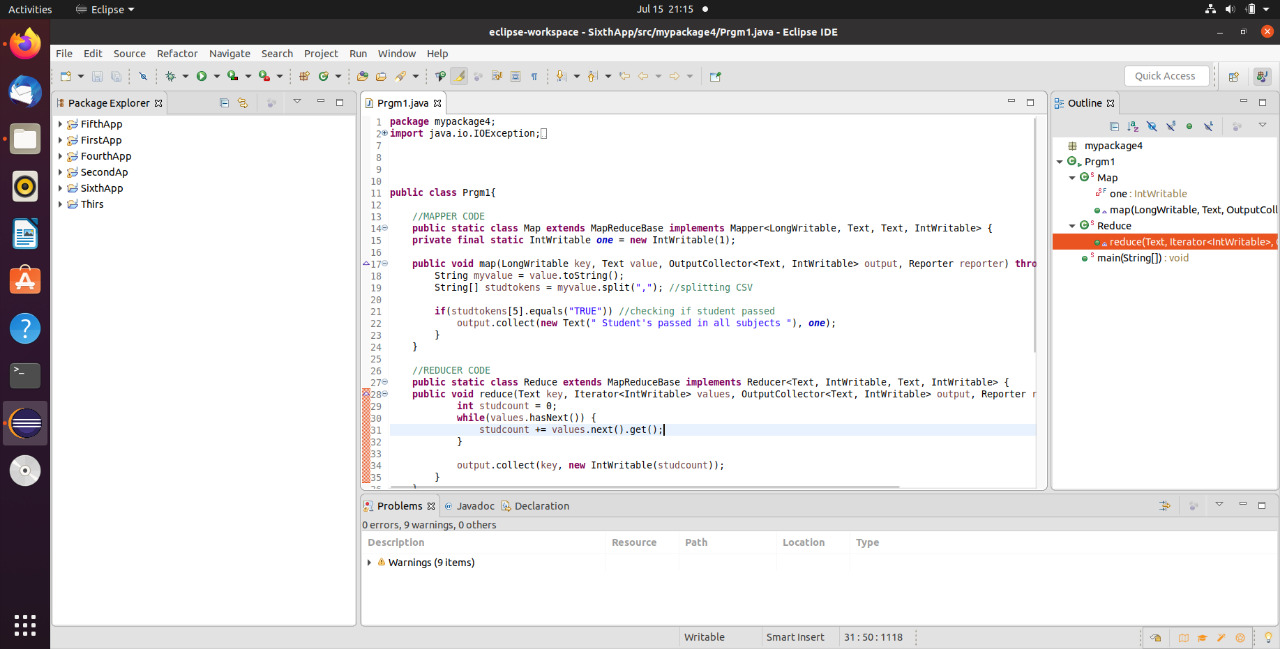 Activities Eclipse Jul 15 21:15
eclipse-workspace - SixthApp/src/mypackage4/Prgm1.java - Eclipse IDE
File Edit Source Refactor Navigate Search Project Run Window Help
Quick Access
Package Explorer
FifthApp
FirstApp
FourthApp
SecondAp
SixthApp
Thirs
Prgm1.java
1 package mypackage4;
2 import java.io.IOException;
7
8
9
10
11 public class Prgm1{
12
13 //MAPPER CODE
14 public static class Map extends MapReduceBase implements Mapper<LongWritable, Text, Text, IntWritable> {
15 private final static IntWritable one = new IntWritable(1);
16
17 public void map(LongWritable key, Text value, OutputCollector<Text, IntWritable> output, Reporter reporter) thro
18 String myvalue = value.toString();
19 String[] studtokens = myvalue.split(","); //splitting CSV
20
21 if(studtokens[5].equals("TRUE")) //checking if student passed
22 output.collect(new Text(" Student's passed in all subjects "), one);
23 }
24 }
25
26 //REDUCER CODE
27 public static class Reduce extends MapReduceBase implements Reducer<Text, IntWritable, Text, IntWritable> {
28 public void reduce(Text key, Iterator<IntWritable> values, OutputCollector<Text, IntWritable> output, Reporter r
29 int studcount = 0;
30 while(values.hasNext()) {
31 studcount += values.next().get();
32 }
33
34 output.collect(key, new IntWritable(studcount));
35 }
Outline
mypackage4
Prgm1
Map
one : IntWritable
map(LongWritable, Text, OutputColl
Reduce
reduce(Text, Iterator<IntWritable>,
main(String[]) : void
Problems Javadoc Declaration
0 errors, 9 warnings, 0 others
Description Resource Path Location Type
Warnings (9 items)
Writable Smart Insert 31 : 50 : 1118